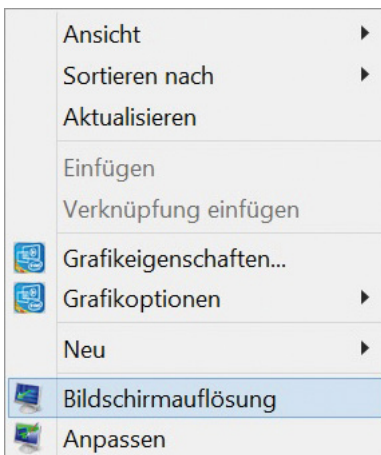 Ansicht
Sortieren nach
Aktualisieren
Einfügen
Verknüpfung einfügen
Grafikeigenschaften...
Grafikoptionen
Neu
Bildschirmauflösung
Anpassen